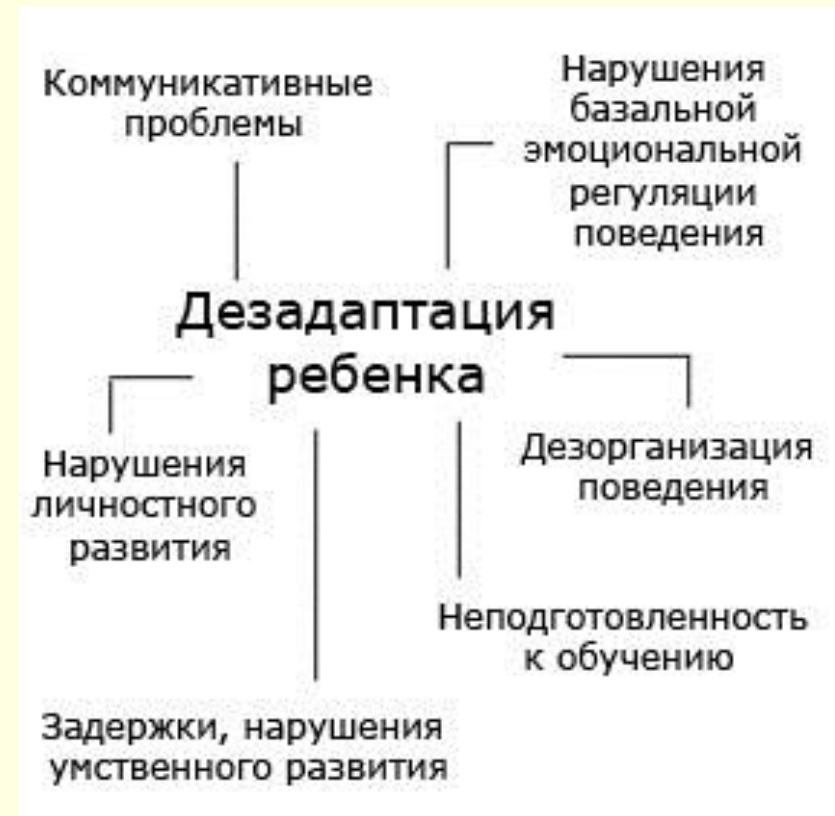 Коммуникативные
проблемы
Нарушения
базальной
эмоциональной
регуляции
поведения
Дезадаптация
ребенка
Нарушения
личностного
развития
Дезорганизация
поведения
Неподготовленность
к обучению
Задержки, нарушения
умственного развития